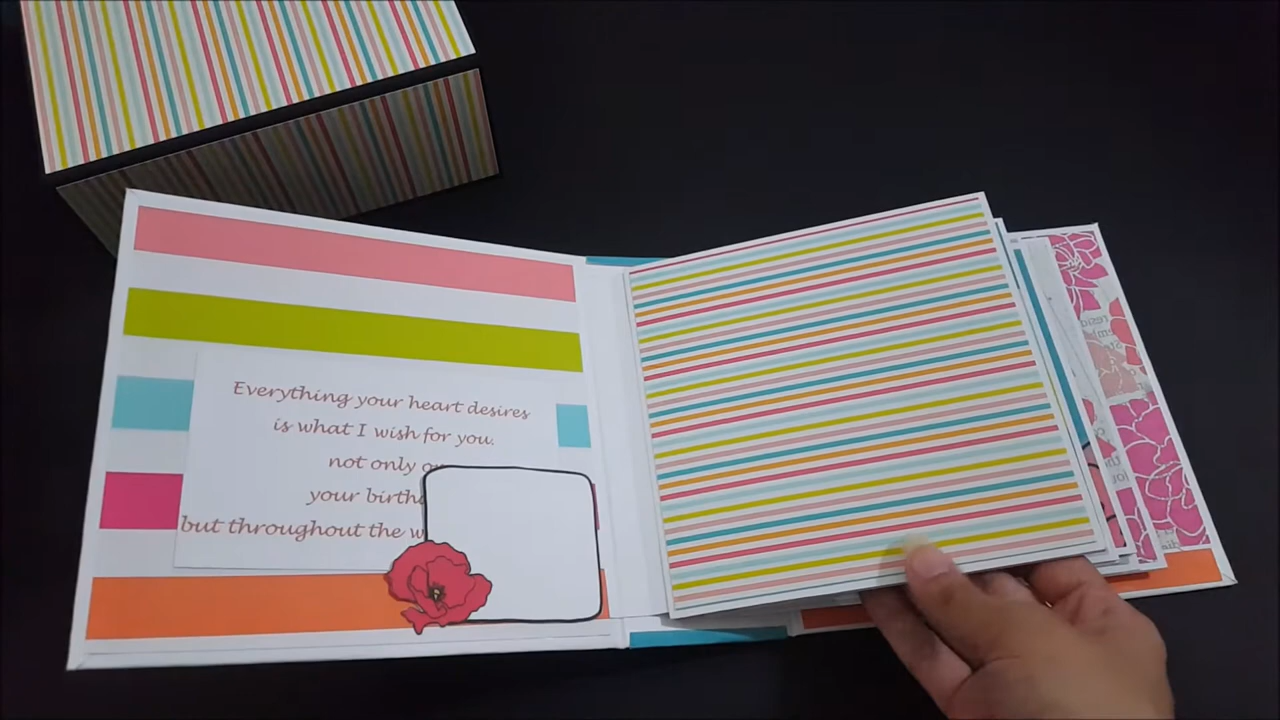 Everything your heart desires
is what I wish for you.
not only
your
but throughout the